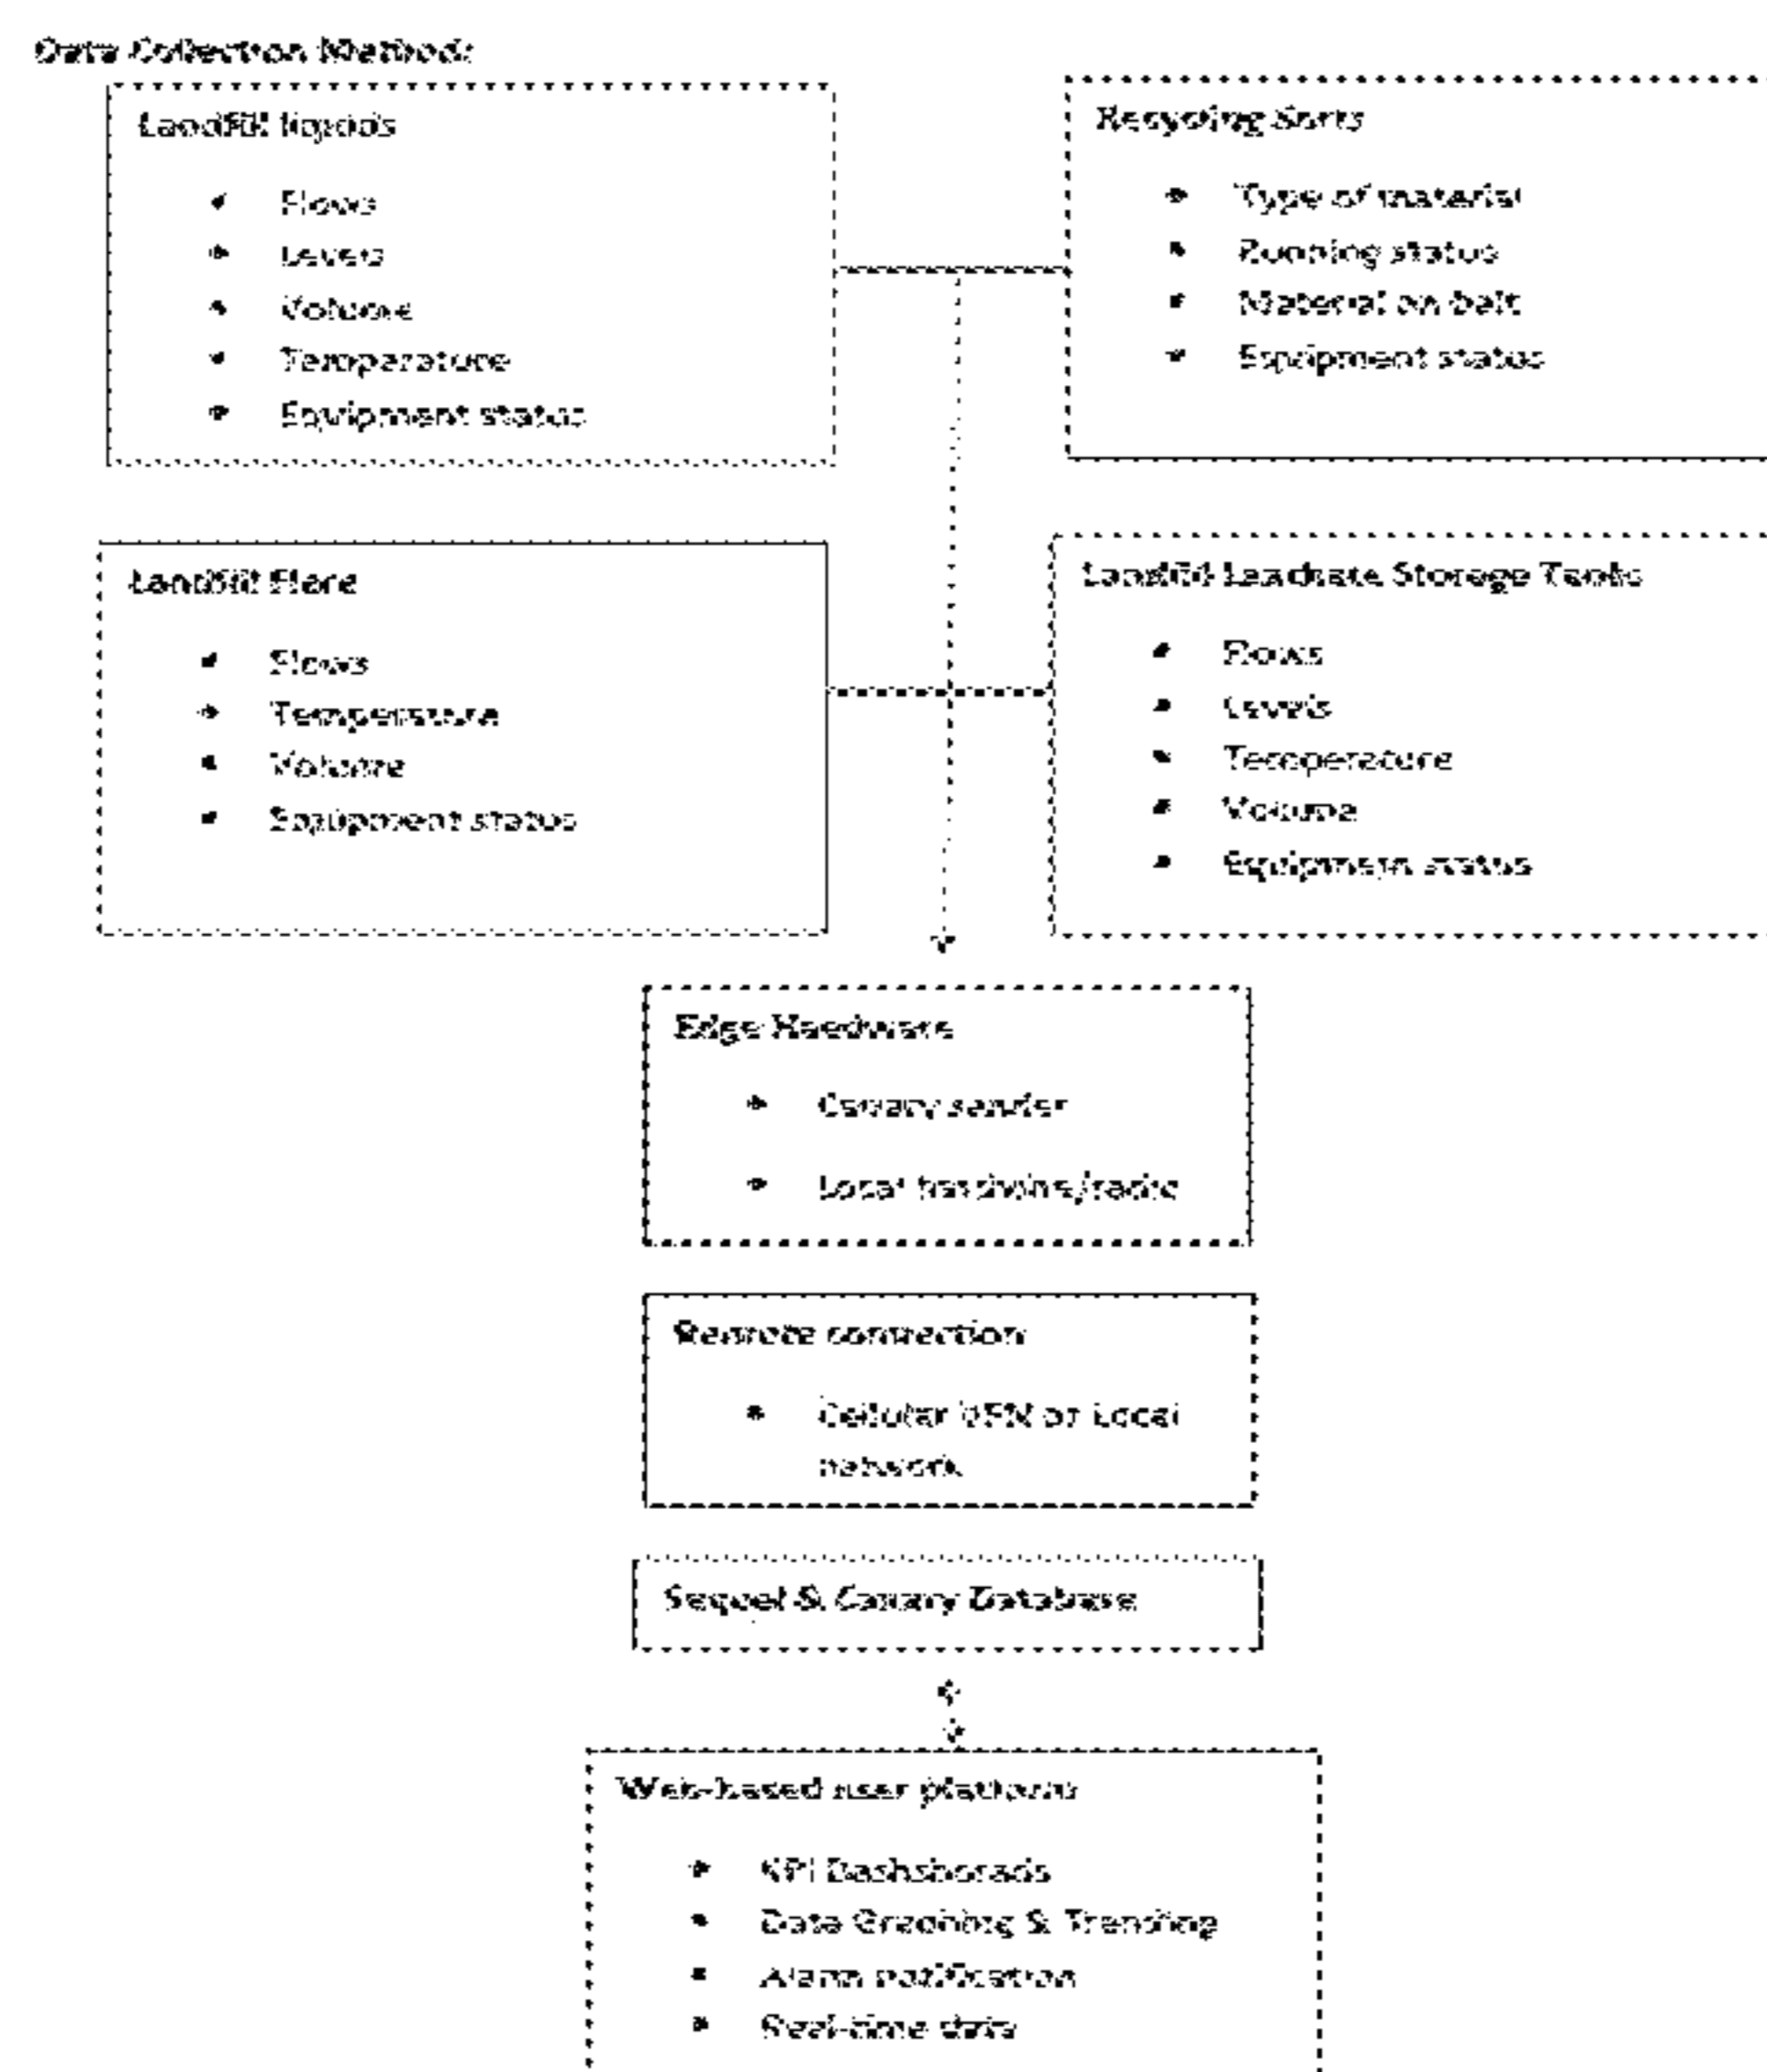 Data Collection Method:
Landfill liquids
Flows
Levels
Volume
Temperature
Equipment status
Recycling Sorts
Type of material
Running status
Material on belt
Equipment status
Landfill Flare
Flows
Temperature
Volume
Equipment status
Landfill Leachate Storage Tanks
Flows
Levels
Temperature
Volume
Equipment status
Edge Hardware
Canary sender
Local hardwire/radio
Remote connection
Cellular VPN or Local
network
Sequel & Canary Database
Web-based user platform
KPI Dashsborads
Data Graphing & Trending
Alarm notification
Real-time data